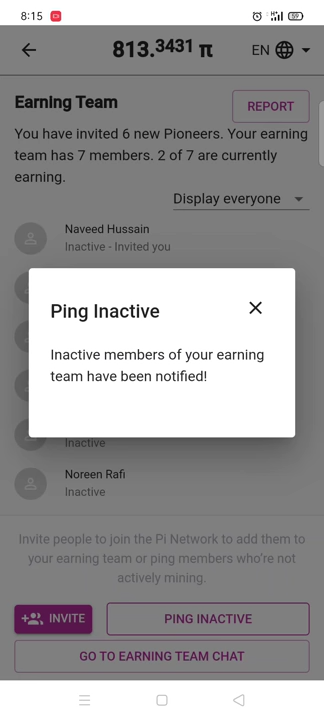 8:15
813.3431 π
EN
Earning Team
REPORT
You have invited 6 new Pioneers. Your earning
team has 7 members. 2 of 7 are currently
earning.
Display everyone
Naveed Hussain
Inactive - Invited you
Ping Inactive
Inactive members of your earning
team have been notified!
Inactive
Noreen Rafi
Inactive
Invite people to join the Pi Network to add them to
your earning team or ping members who're not
actively mining.
INVITE
PING INACTIVE
GO TO EARNING TEAM CHAT